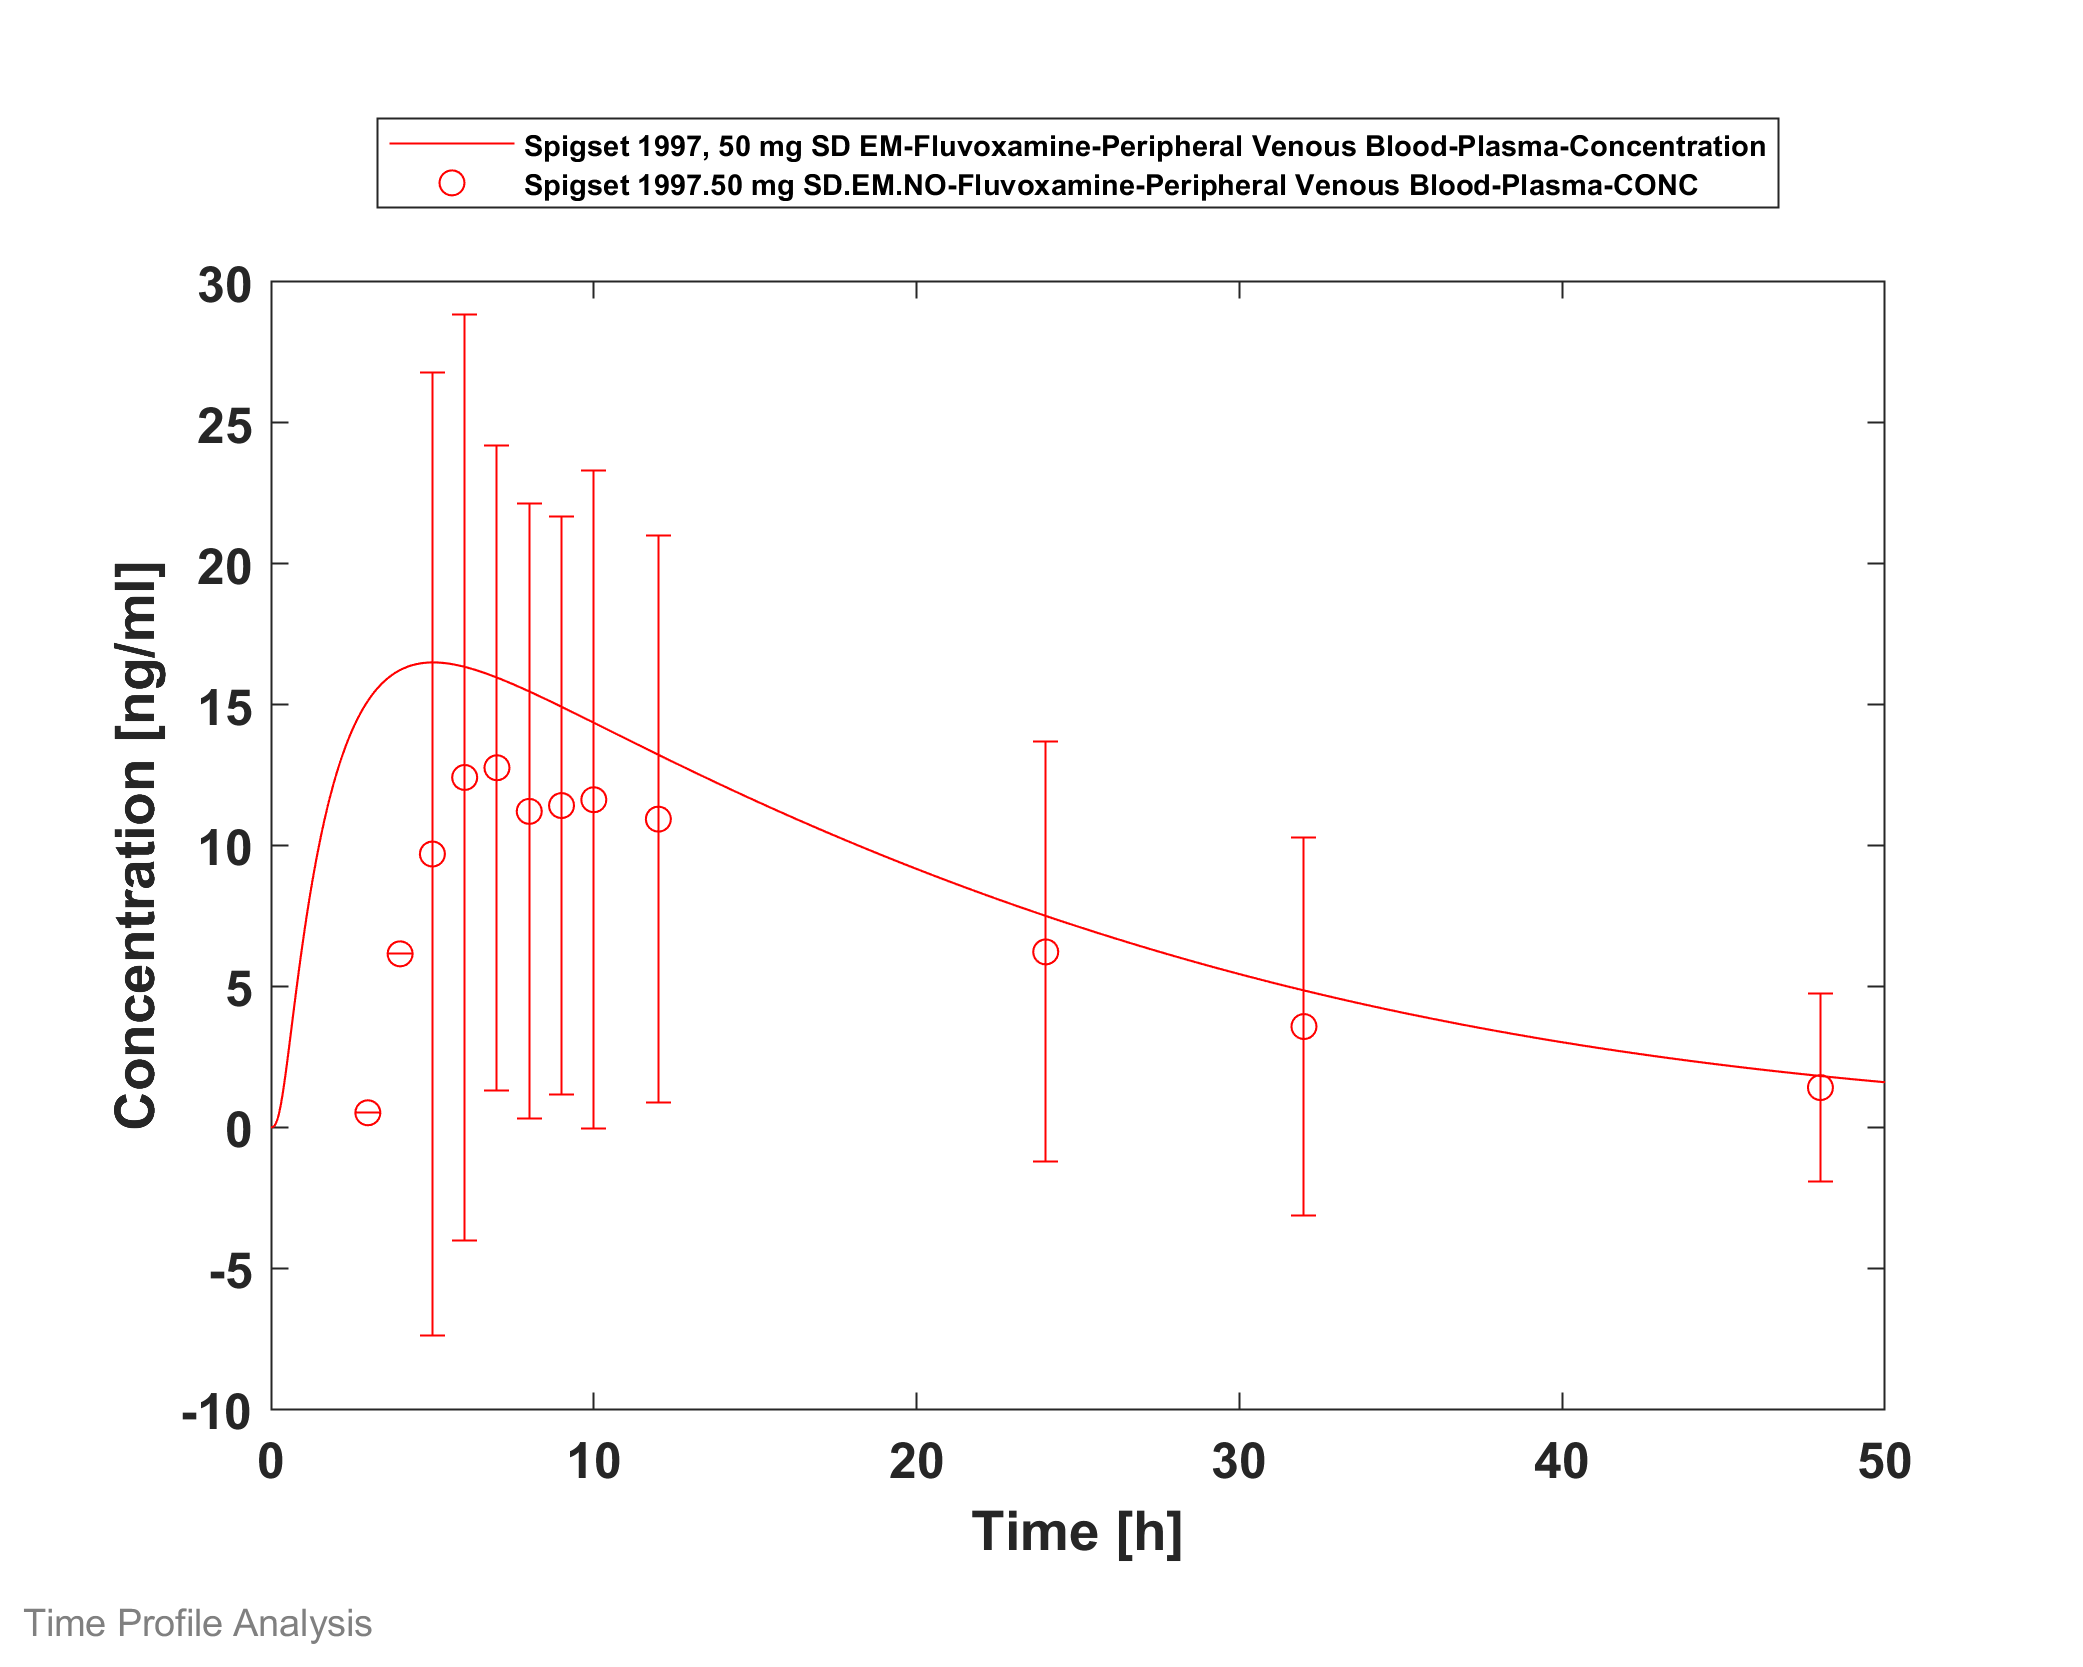 Spigset 1997, 50 mg SD EM-Fluvoxamine-Peripheral Venous Blood-Plasma-Concentration
Spigset 1997.50 mg SD.EM.NO-Fluvoxamine-Peripheral Venous Blood-Plasma-CONC
30
25
20
15
10
5
0
-5
-10
Concentration [ng/ml]
0 10 20 30 40 50
Time [h]
Time Profile Analysis